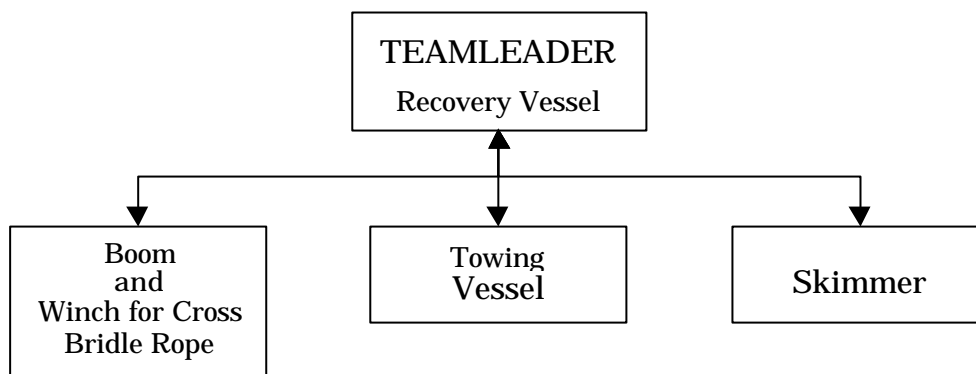 TEAMLEADER
Recovery Vessel
Boom
and
Winch for Cross
Bridle Rope
Towing
Vessel
Skimmer